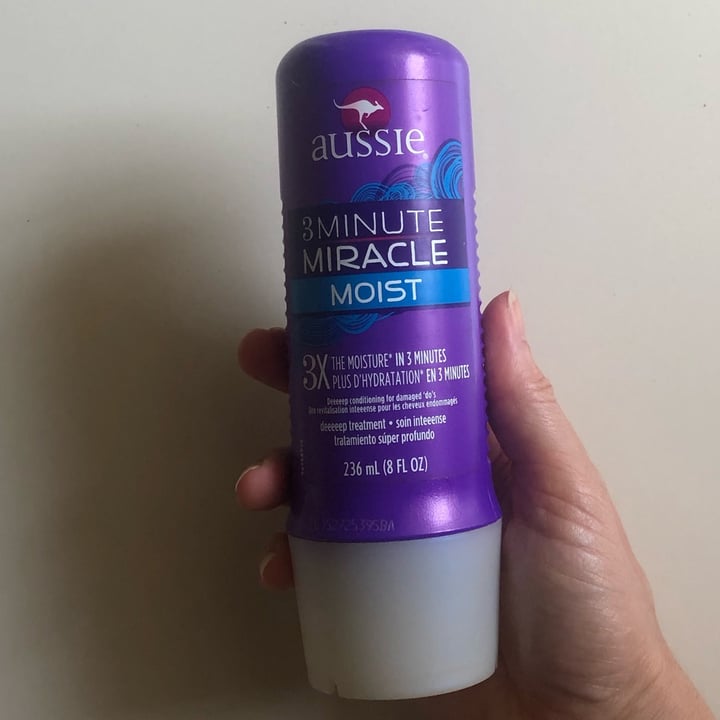 aussie
3 MINUTE
MIRACLE
MOIST
3X THE MOISTURE* IN 3 MINUTES
PLUS D'HYDRATATION* EN 3 MINUTES
Deeeeep conditioning for damaged 'do's
Une revitalisation inteeense pour les cheveux endommagés
deeeeep treatment • soin inteeense
tratamiento súper profundo
236 mL (8 FL OZ)